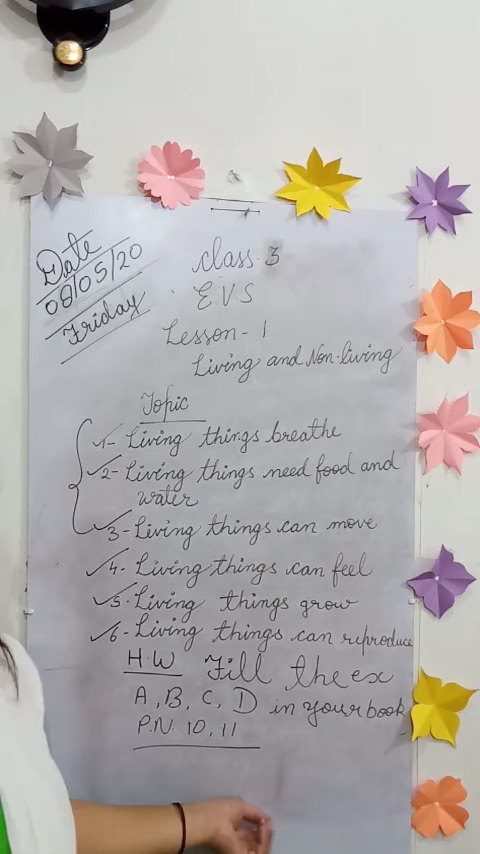 Date
08/05/20
Friday
Class 3
E V S
Lesson - 1
Living and Non-living
Topic
1- Living things breathe
2- Living things need food and
water
3- Living things can move
4- Living things can feel
5- Living things grow
6- Living things can reproduce
H.W Fill the ex
A, B, C, D in your book
P.N. 10, 11